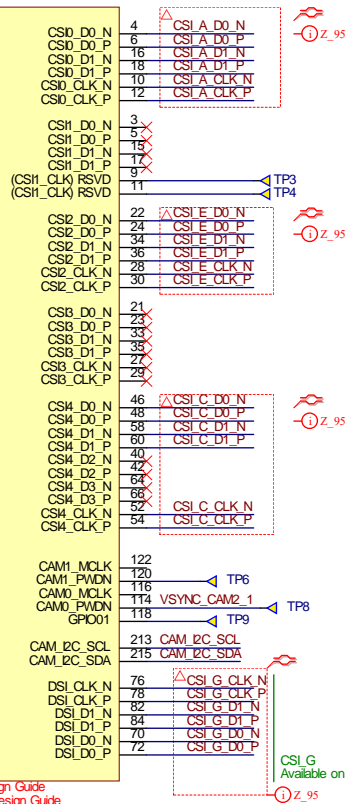 CSI0_D0_N 4 CSI_A_D0_N
CSI0_D0_P 6 CSI_A_D0_P
CSI0_D1_N 16 CSI_A_D1_N
CSI0_D1_P 18 CSI_A_D1_P
CSI0_CLK_N 10 CSI_A_CLK_N
CSI0_CLK_P 12 CSI_A_CLK_P
i Z_95
CSI1_D0_N 3
CSI1_D0_P 5
CSI1_D1_N 15
CSI1_D1_P 17
(CSI1_CLK) RSVD 9 TP3
(CSI1_CLK) RSVD 11 TP4
CSI2_D0_N 22 CSI_E_D0_N
CSI2_D0_P 24 CSI_E_D0_P
CSI2_D1_N 34 CSI_E_D1_N
CSI2_D1_P 36 CSI_E_D1_P
CSI2_CLK_N 28 CSI_E_CLK_N
CSI2_CLK_P 30 CSI_E_CLK_P
i Z_95
CSI3_D0_N 21
CSI3_D0_P 23
CSI3_D1_N 33
CSI3_D1_P 35
CSI3_CLK_N 27
CSI3_CLK_P 29
CSI4_D0_N 46 CSI_C_D0_N
CSI4_D0_P 48 CSI_C_D0_P
CSI4_D1_N 58 CSI_C_D1_N
CSI4_D1_P 60 CSI_C_D1_P
CSI4_D2_N 40
CSI4_D2_P 42
CSI4_D3_N 64
CSI4_D3_P 66
CSI4_CLK_N 52 CSI_C_CLK_N
CSI4_CLK_P 54 CSI_C_CLK_P
i Z_95
CAM1_MCLK 122
CAM1_PWDN 120 TP6
CAM0_MCLK 116
CAM0_PWDN 114 VSYNC_CAM2_1 TP8
GPIO01 118 TP9
CAM_I2C_SCL 213 CAM_I2C_SCL
CAM_I2C_SDA 215 CAM_I2C_SDA
DSI_CLK_N 76 CSI_G_CLK_N
DSI_CLK_P 78 CSI_G_CLK_P
DSI_D1_N 82 CSI_G_D1_N
DSI_D1_P 84 CSI_G_D1_P
DSI_D0_N 70 CSI_G_D0_N
DSI_D0_P 72 CSI_G_D0_P
CSI_G
Available on
i Z_95
gn Guide
esign Guide